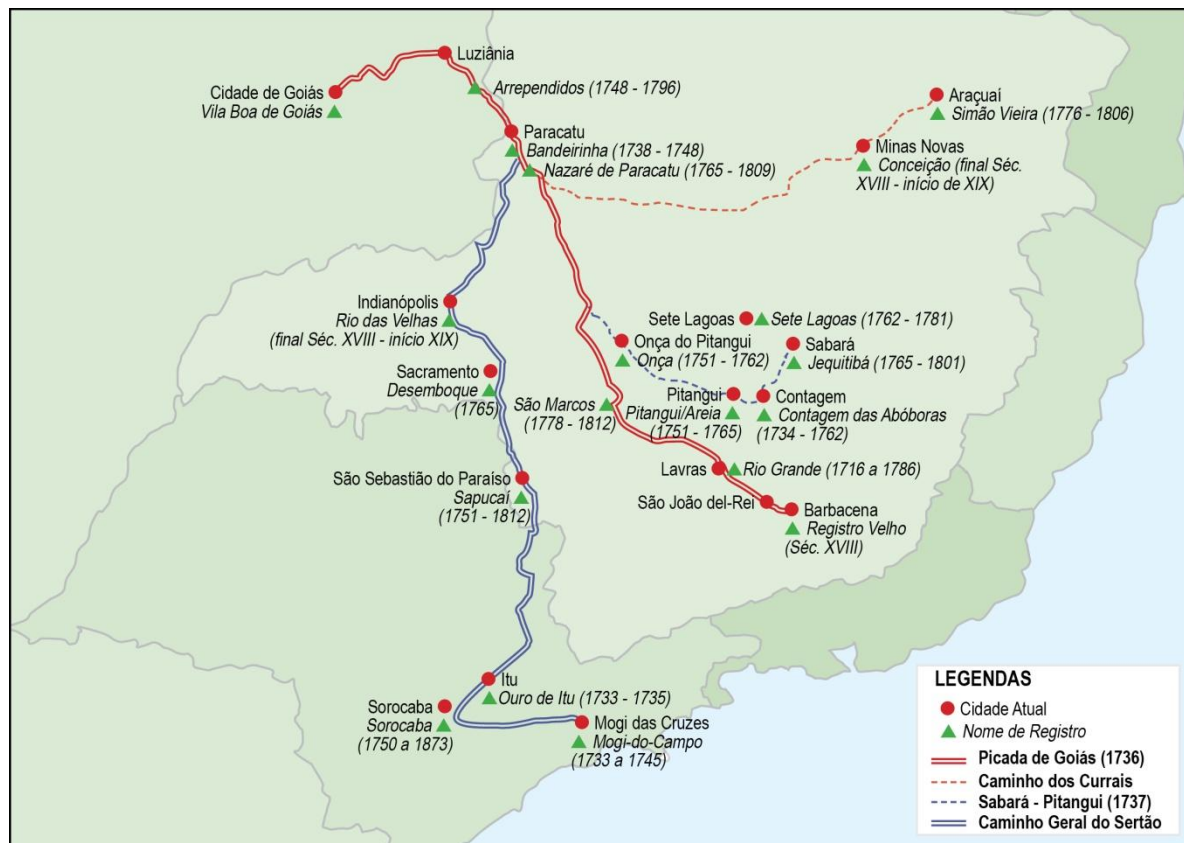 Luziânia
Cidade de Goiás
Vila Boa de Goiás
Arrependidos (1748 - 1796)
Paracatu
Bandeirinha (1738 - 1748)
Nazaré de Paracatu (1765 - 1809)
Araçuaí
Simão Vieira (1776 - 1806)
Minas Novas
Conceição (final Séc.
XVIII - início de XIX)
Indianópolis
Rio das Velhas
(final Séc. XVIII - início XIX)
Sete Lagoas
Sete Lagoas (1762 - 1781)
Onça do Pitangui
Onça (1751 - 1762)
Sabará
Jequitibá (1765 - 1801)
Sacramento
Desemboque
(1765)
São Marcos
(1778 - 1812)
Pitangui
Pitangui/Areia
(1751 - 1765)
Contagem
Contagem das Abóboras
(1734 - 1762)
São Sebastião do Paraíso
Sapucaí
(1751 - 1812)
Lavras
Rio Grande (1716 a 1786)
São João del-Rei
Barbacena
Registro Velho
(Séc. XVIII)
Itu
Ouro de Itu (1733 - 1735)
Sorocaba
Sorocaba
(1750 a 1873)
Mogi das Cruzes
Mogi-do-Campo
(1733 a 1745)
LEGENDAS
Cidade Atual
Nome de Registro
Picada de Goiás (1736)
Caminho dos Currais
Sabará - Pitangui (1737)
Caminho Geral do Sertão